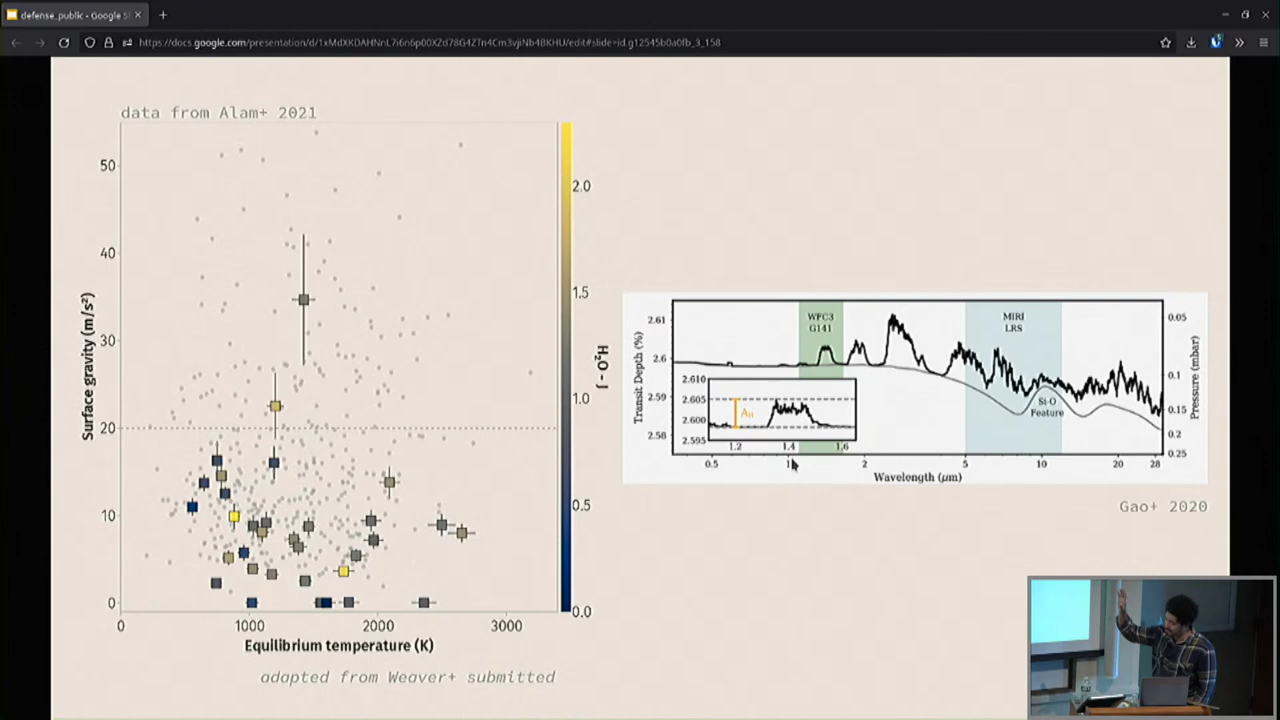 defense_public - Google Sl
https://docs.google.com/presentation/d/1xMdXKDAHNnL7i6n6p00XZd78G4ZTn4Cm3vjiNb4BKHU/edit#slide=id.g12545b0a0fb_3_158
data from Alam+ 2021
50
40
30
20
10
0
Surface gravity (m/s²)
0
1000
2000
3000
Equilibrium temperature (K)
adapted from Weaver+ submitted
2.0
1.5
1.0
0.5
0.0
H₂O - J
2.61
2.6
2.59
2.58
Transit Depth (%)
WFC3
G141
MIRI
LRS
2.610
2.605
2.600
2.595
1.2
1.4
1.6
Si-O
Feature
0.05
0.1
0.15
0.2
0.25
Pressure (mbar)
0.5
1
2
5
10
20
28
Wavelength (μm)
Gao+ 2020